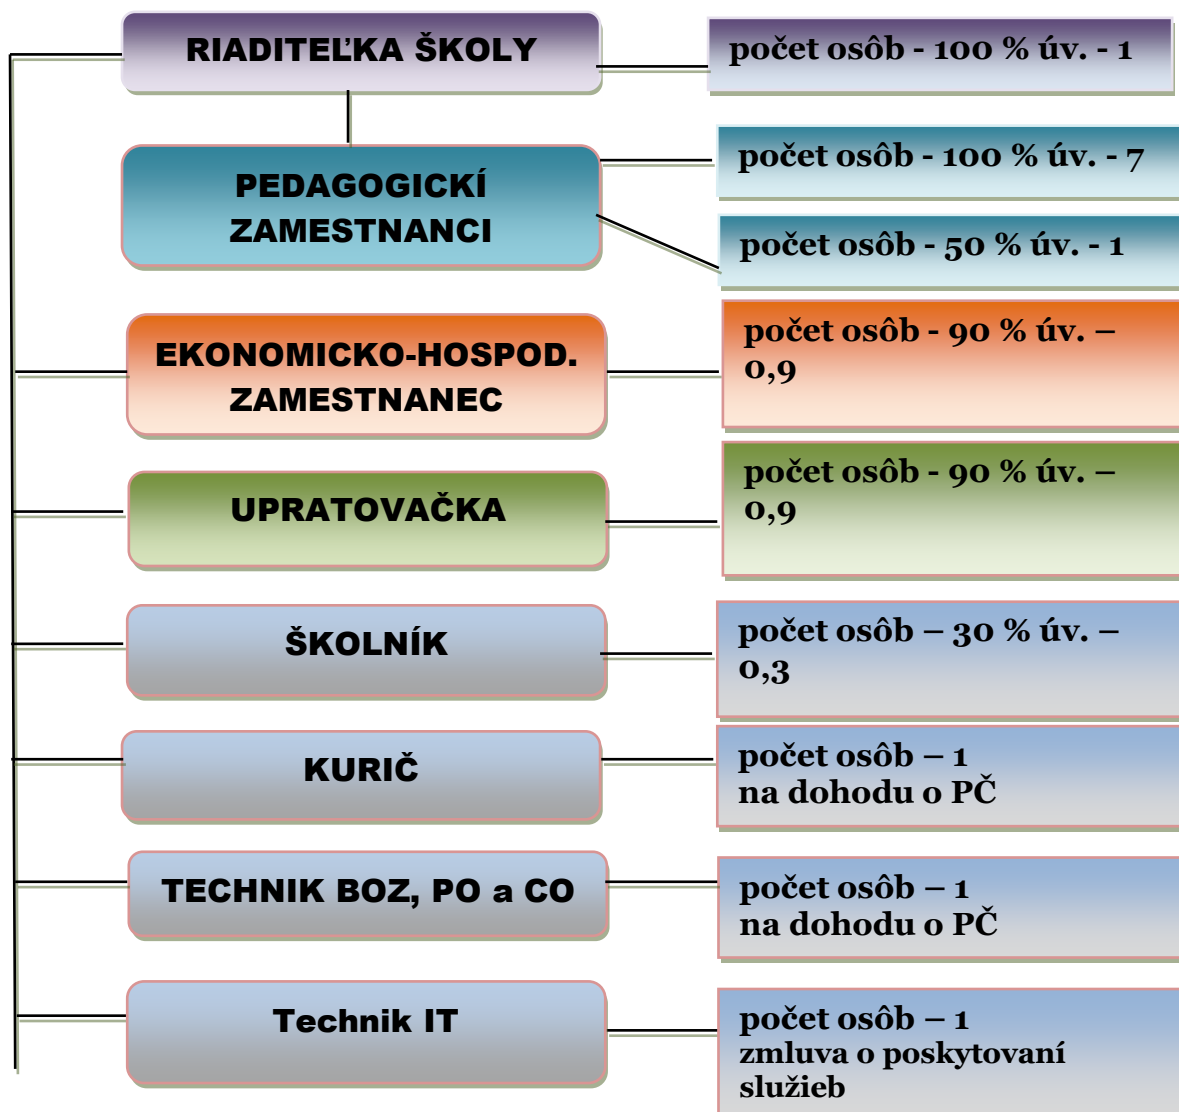 RIADITEĽKA ŠKOLY
počet osôb - 100 % úv. - 1
PEDAGOGICKÍ
ZAMESTNANCI
počet osôb - 100 % úv. - 7
počet osôb - 50 % úv. - 1
EKONOMICKO-HOSPOD.
ZAMESTNANEC
počet osôb - 90 % úv. –
0,9
UPRATOVAČKA
počet osôb - 90 % úv. –
0,9
ŠKOLNÍK
počet osôb – 30 % úv. –
0,3
KURIČ
počet osôb – 1
na dohodu o PČ
TECHNIK BOZ, PO a CO
počet osôb – 1
na dohodu o PČ
Technik IT
počet osôb – 1
zmluva o poskytovaní
služieb